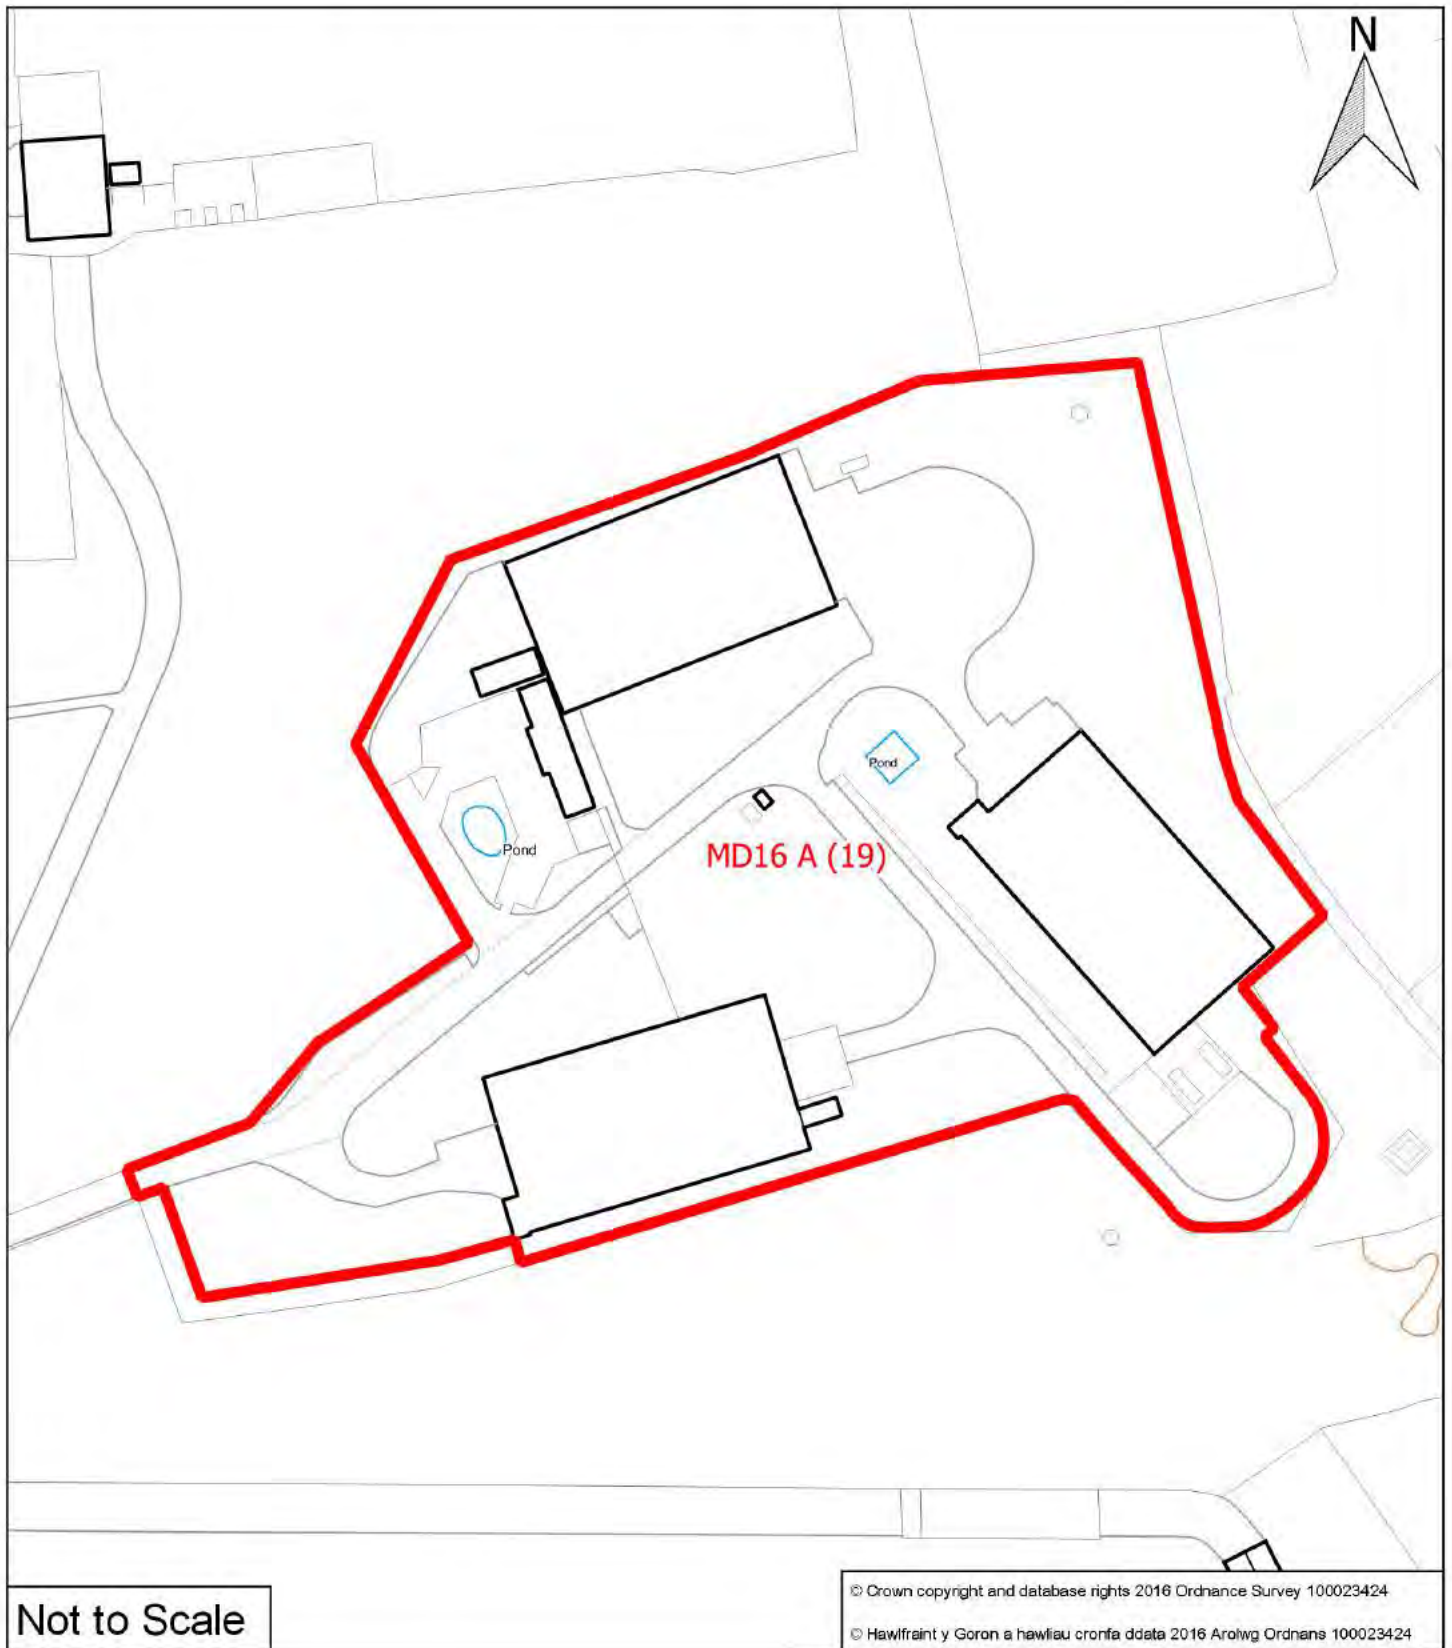 N
Pond
Pond
MD16 A (19)
Not to Scale
© Crown copyright and database rights 2016 Ordnance Survey 100023424
© Hawlfraint y Goron a hawliau cronfa ddata 2016 Arolwg Ordnans 100023424